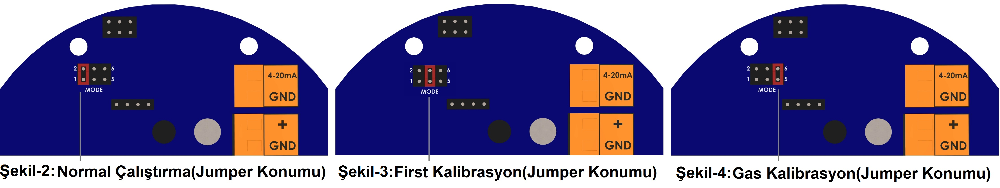 2 6
1 5
MODE
4-20mA
GND
+
GND
Şekil-2: Normal Çalıştırma(Jumper Konumu)
2 6
1 5
MODE
4-20mA
GND
+
GND
Şekil-3:First Kalibrasyon(Jumper Konumu)
2 6
1 5
MODE
4-20mA
GND
+
GND
Şekil-4:Gas Kalibrasyon(Jumper Konumu)